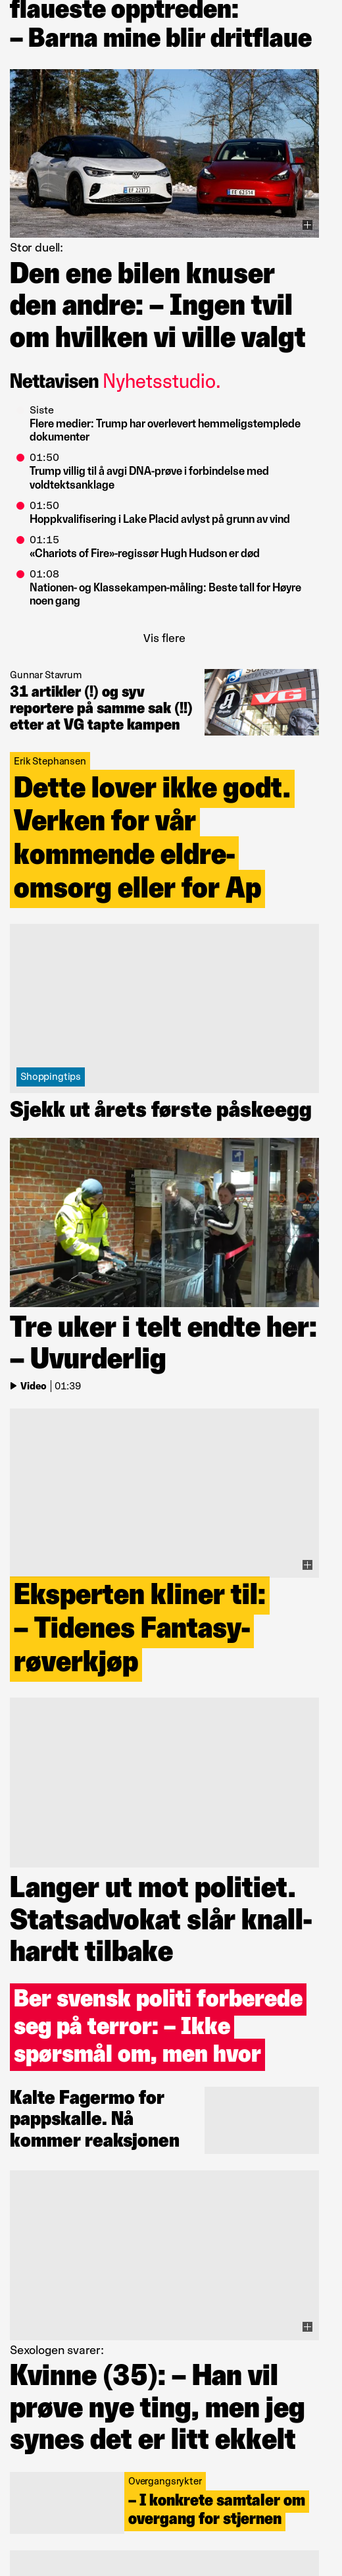 flaueste opptreden:
– Barna mine blir dritflaue
Stor duell:
Den ene bilen knuser
den andre: – Ingen tvil
om hvilken vi ville valgt
Nettavisen Nyhetsstudio.
Siste
Flere medier: Trump har overlevert hemmeligstemplede
dokumenter
01:50
Trump villig til å avgi DNA-prøve i forbindelse med
voldtektsanklage
01:50
Hoppkvalifisering i Lake Placid avlyst på grunn av vind
01:15
«Chariots of Fire»-regissør Hugh Hudson er død
01:08
Nationen- og Klassekampen-måling: Beste tall for Høyre
noen gang
Vis flere
Gunnar Stavrum
31 artikler (!) og syv
reportere på samme sak (!!)
etter at VG tapte kampen
VG
Erik Stephansen
Dette lover ikke godt.
Verken for vår
kommende eldre-
omsorg eller for Ap
Shoppingtips
Sjekk ut årets første påskeegg
Tre uker i telt endte her:
– Uvurderlig
Video | 01:39
Eksperten kliner til:
– Tidenes Fantasy-
røverkjøp
Langer ut mot politiet.
Statsadvokat slår knall-
hardt tilbake
Ber svensk politi forberede
seg på terror: – Ikke
spørsmål om, men hvor
Kalte Fagermo for
pappskalle. Nå
kommer reaksjonen
Sexologen svarer:
Kvinne (35): – Han vil
prøve nye ting, men jeg
synes det er litt ekkelt
Overgangsrykter
– I konkrete samtaler om
overgang for stjernen